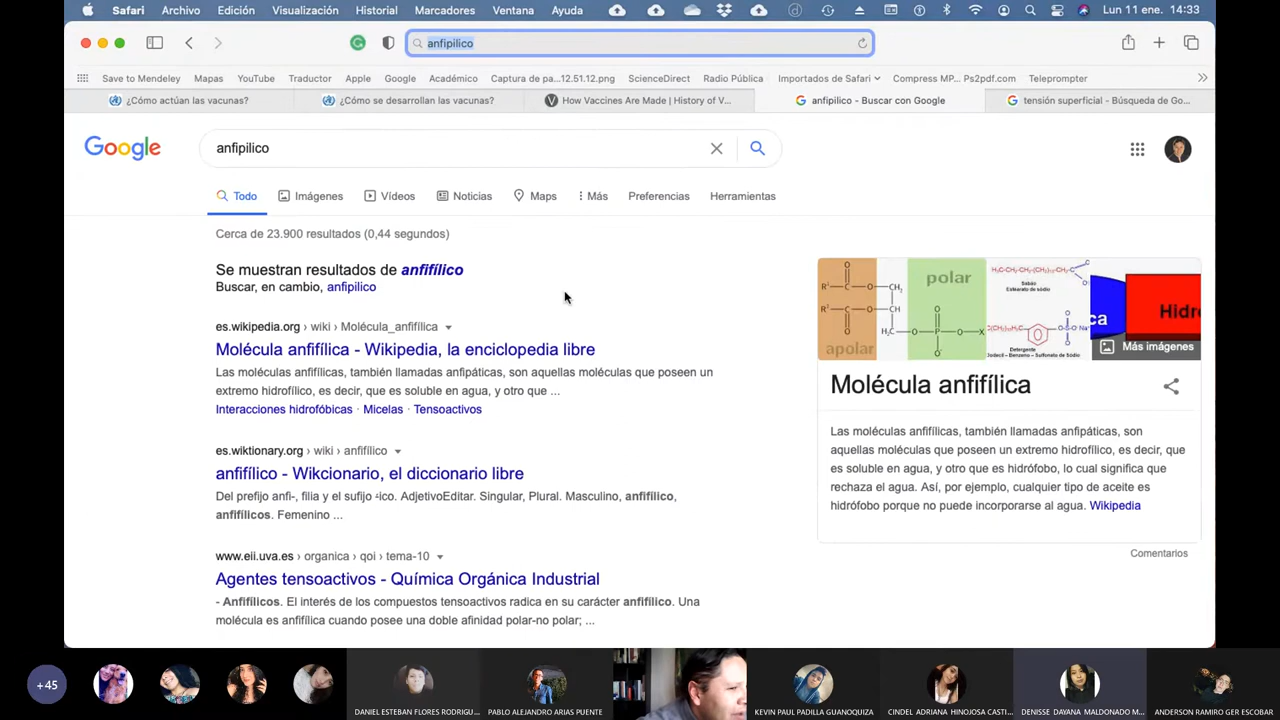 Safari Archivo Edición Visualización Historial Marcadores Ventana Ayuda Lun 11 ene. 14:33
anfipilico
Save to Mendeley Mapas YouTube Traductor Apple Google Académico Captura de pa...12.51.12.png ScienceDirect Radio Pública Importados de Safari Compress MP... Ps2pdf.com Teleprompter
¿Cómo actúan las vacunas? ¿Cómo se desarrollan las vacunas? How Vaccines Are Made | History of V... anfipilico - Buscar con Google tensión superficial - Búsqueda de Go...
Google anfipilico
Todo Imágenes Vídeos Noticias Maps Más Preferencias Herramientas
Cerca de 23.900 resultados (0,44 segundos)
Se muestran resultados de anfifílico
Buscar, en cambio, anfipilico
es.wikipedia.org › wiki › Molécula_anfifílica
Molécula anfifílica - Wikipedia, la enciclopedia libre
Las moléculas anfifílicas, también llamadas anfipáticas, son aquellas moléculas que poseen un
extremo hidrofílico, es decir, que es soluble en agua, y otro que ...
Interacciones hidrofóbicas · Micelas · Tensoactivos
es.wiktionary.org › wiki › anfifílico
anfifílico - Wikcionario, el diccionario libre
Del prefijo anfi-, filia y el sufijo -ico. AdjetivoEditar. Singular, Plural. Masculino, anfifílico,
anfifílicos. Femenino ...
www.eii.uva.es › organica › qoi › tema-10
Agentes tensoactivos - Química Orgánica Industrial
- Anfifílicos. El interés de los compuestos tensoactivos radica en su carácter anfifílico. Una
molécula es anfifílica cuando posee una doble afinidad polar-no polar; ...
polar
apolar
Sabão
Estearato de sódio
Detergente
ca
Hidr
Más imágenes
Molécula anfifílica
Las moléculas anfifílicas, también llamadas anfipáticas, son
aquellas moléculas que poseen un extremo hidrofílico, es decir, que
es soluble en agua, y otro que es hidrófobo, lo cual significa que
rechaza el agua. Así, por ejemplo, cualquier tipo de aceite es
hidrófobo porque no puede incorporarse al agua. Wikipedia
Comentarios
+45
DANIEL ESTEBAN FLORES RODRIGU... PABLO ALEJANDRO ARIAS PUENTE KEVIN PAUL PADILLA GUANOQUIZA CINDEL ADRIANA HINOJOSA CASTI... DENISSE DAYANA MALDONADO M... ANDERSON RAMIRO GER ESCOBAR